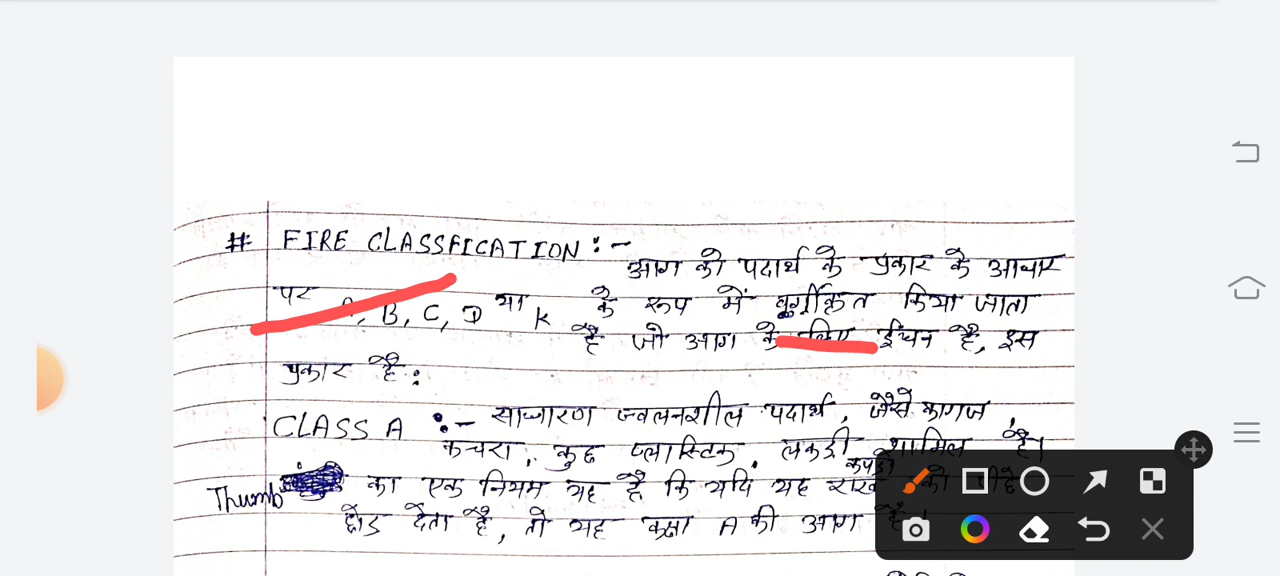 #: FIRE CLASSFICATION :-
आग को पदार्थ के प्रकार के आधार
पर B, C, D या K के रूप में वर्गीकृत किया जाता
है जो आग के लिए ईंधन है, इस
प्रकार है :
CLASS A :- साधारण ज्वलनशील पदार्थ, जैसे कागज,
कचरा, कुछ प्लास्टिक, लकडी कपडा शामिल है।
Thumb का एक नियम यह है कि यदि यह राख
छोड देता है, तो यह कक्षा A की आग